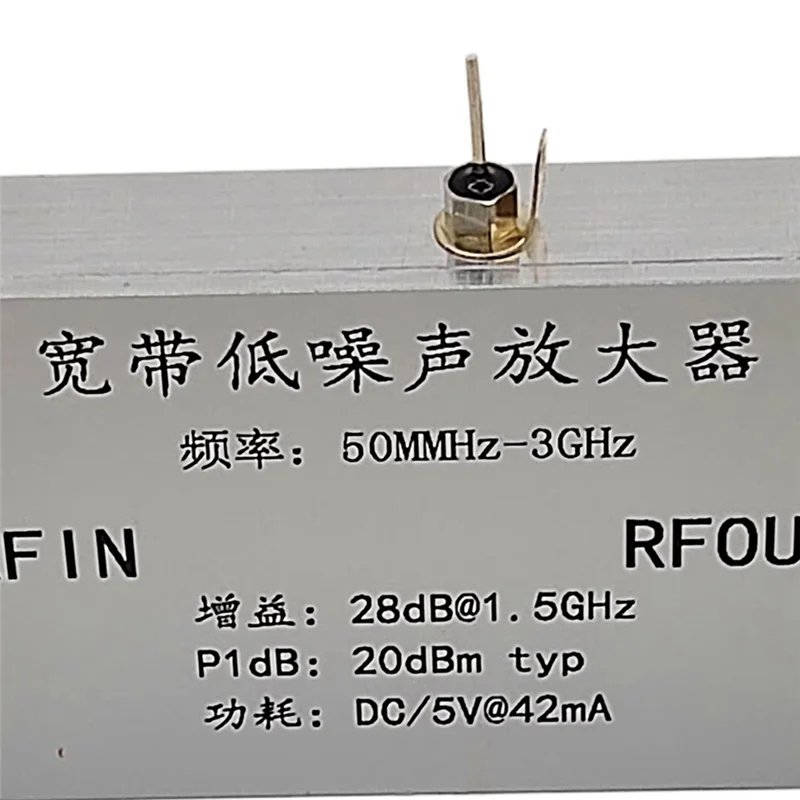 宽带低噪声放大器
频率：50MMHz-3GHz
FIN
RFOU
增益：28dB@1.5GHz
P1dB：20dBm typ
功耗：DC/5V@42mA